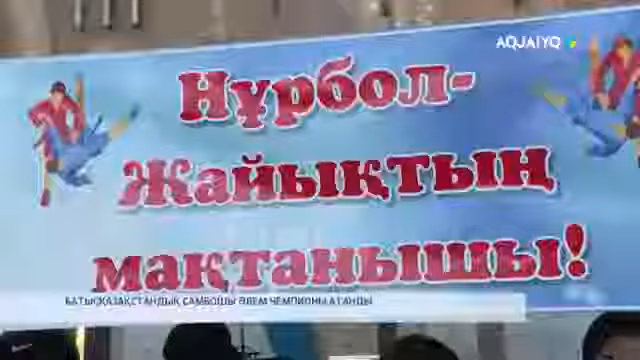 AQJAIYQ
Нұрбол-
Жайықтың
мақтанышы!
БАТЫСҚАЗАҚСТАНДЫҚ САМБОШЫ ӘЛЕМ ЧЕМПИОНЫ АТАНДЫ